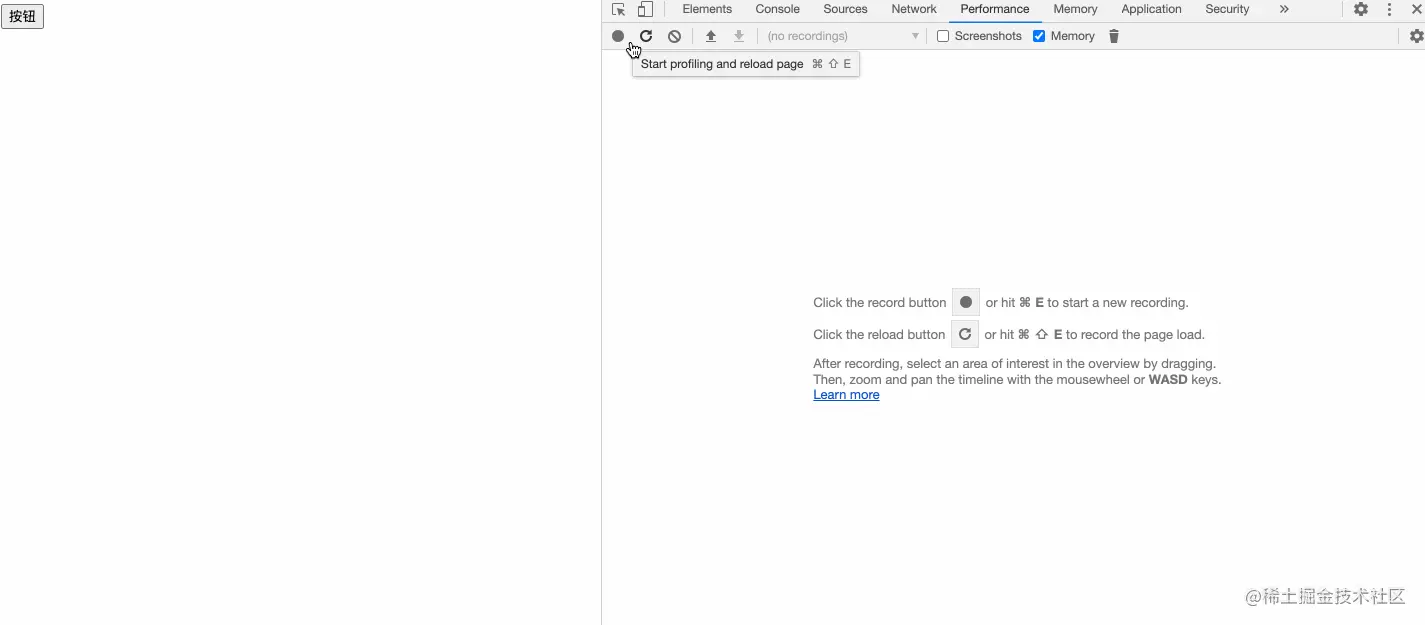 按钮
Elements Console Sources Network Performance Memory Application Security »
(no recordings) Screenshots Memory
Start profiling and reload page ⌘ ⇧ E
Click the record button or hit ⌘ E to start a new recording.
Click the reload button or hit ⌘ ⇧ E to record the page load.
After recording, select an area of interest in the overview by dragging.
Then, zoom and pan the timeline with the mousewheel or WASD keys.
Learn more
@稀土掘金技术社区